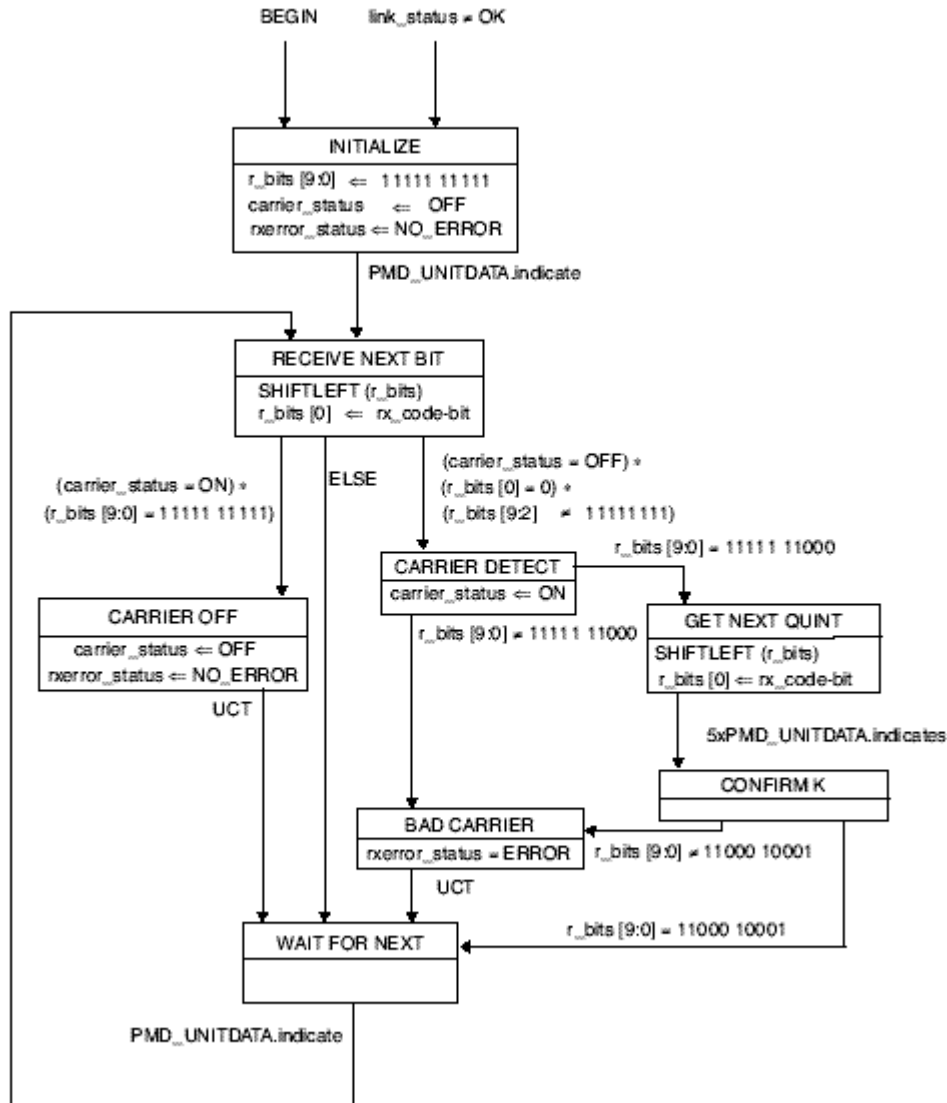 BEGIN
link_status ≠ OK
INITIALIZE
r_bits [9:0] ⇐ 11111 11111
carrier_status ⇐ OFF
rxerror_status ⇐ NO_ERROR
PMD_UNITDATA.indicate
RECEIVE NEXT BIT
SHIFTLEFT (r_bits)
r_bits [0] ⇐ rx_code-bit
(carrier_status = ON) *
(r_bits [9:0] = 11111 11111)
ELSE
(carrier_status = OFF) *
(r_bits [0] = 0) *
(r_bits [9:2] ≠ 11111111)
CARRIER DETECT
carrier_status ⇐ ON
r_bits [9:0] = 11111 11000
CARRIER OFF
carrier_status ⇐ OFF
rxerror_status ⇐ NO_ERROR
UCT
r_bits [9:0] ≠ 11111 11000
GET NEXT QUINT
SHIFTLEFT (r_bits)
r_bits [0] ⇐ rx_code-bit
5xPMD_UNITDATA.indicates
CONFIRM K
BAD CARRIER
rxerror_status = ERROR
r_bits [9:0] ≠ 11000 10001
UCT
r_bits [9:0] = 11000 10001
WAIT FOR NEXT
PMD_UNITDATA.indicate